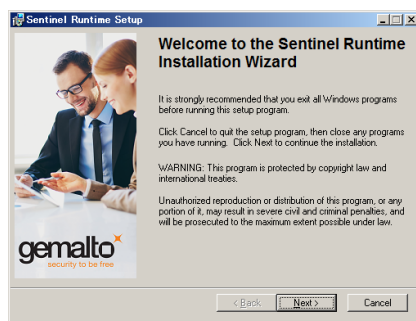 Sentinel Runtime Setup
Welcome to the Sentinel Runtime
Installation Wizard
It is strongly recommended that you exit all Windows programs
before running this setup program.
Click Cancel to quit the setup program, then close any programs
you have running. Click Next to continue the installation.
WARNING: This program is protected by copyright law and
international treaties.
Unauthorized reproduction or distribution of this program, or any
portion of it, may result in severe civil and criminal penalties, and
will be prosecuted to the maximum extent possible under law.
gemalto
security to be free
< Back
Next >
Cancel